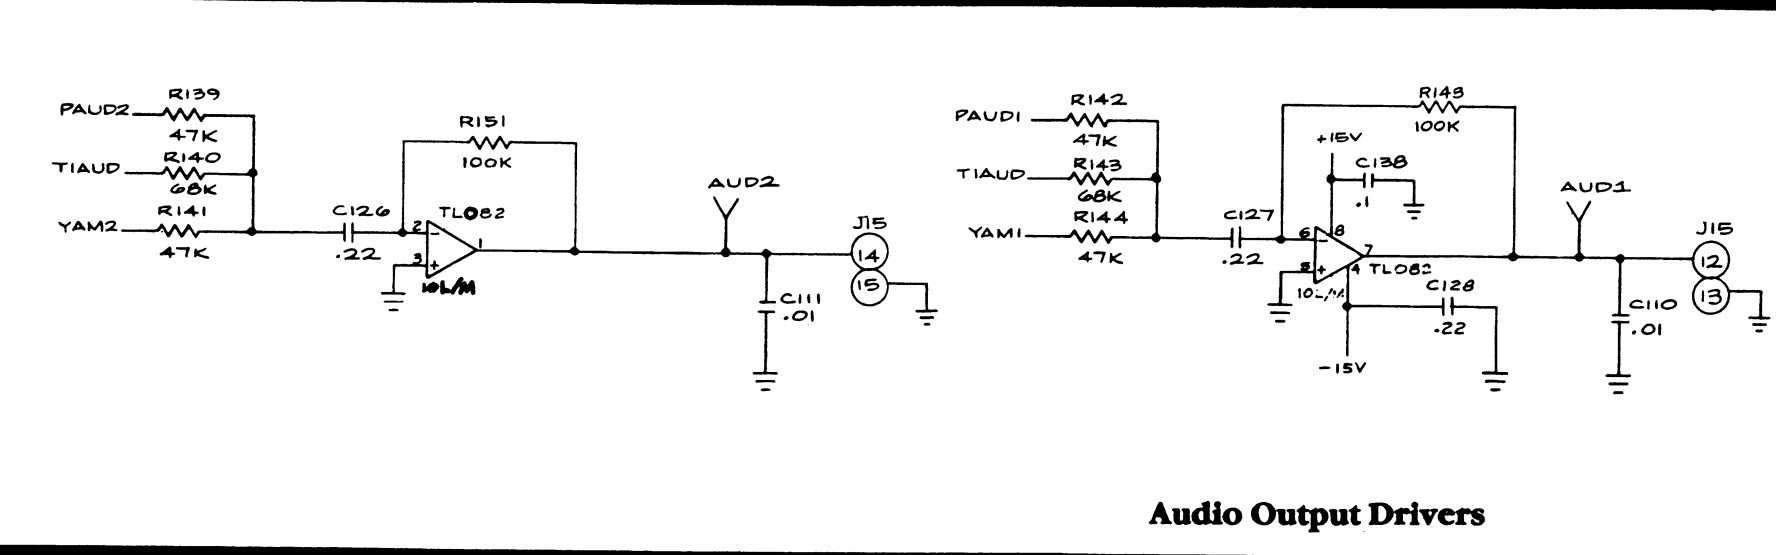 R139
PAUD2
47K
R140
TIAUD
68K
R141
YAM2
47K
C126
.22
R151
100K
TL082
2
-
1
3
+
10L/M
AUD2
J15
14
15
C111
.01
R142
PAUD1
47K
R143
TIAUD
68K
R144
YAM1
47K
C127
.22
R148
100K
+15V
C138
.1
6
-
8
7
5
+
4
TL082
10L/M
C128
.22
-15V
AUD1
J15
12
13
C110
.01
Audio Output Drivers